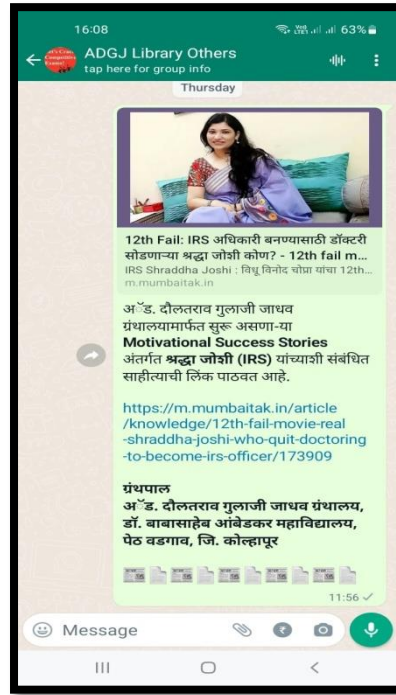 16:08
63%
ADGJ Library Others
tap here for group info
Thursday
12th Fail: IRS अधिकारी बनण्यासाठी डॉक्टरी
सोडणाऱ्या श्रद्धा जोशी कोण? - 12th fail m...
IRS Shraddha Joshi : विधू विनोद चोप्रा यांचा 12th...
m.mumbaitak.in
अॅड. दौलतराव गुलाजी जाधव
ग्रंथालयामार्फत सुरू असणा-या
Motivational Success Stories
अंतर्गत श्रद्धा जोशी (IRS) यांच्याशी संबंधित
साहीत्याची लिंक पाठवत आहे.
https://m.mumbaitak.in/article
/knowledge/12th-fail-movie-real
-shraddha-joshi-who-quit-doctoring
-to-become-irs-officer/173909
ग्रंथपाल
अॅड. दौलतराव गुलाजी जाधव ग्रंथालय,
डॉ. बाबासाहेब आंबेडकर महाविद्यालय,
पेठ वडगाव, जि. कोल्हापूर
11:56
Message